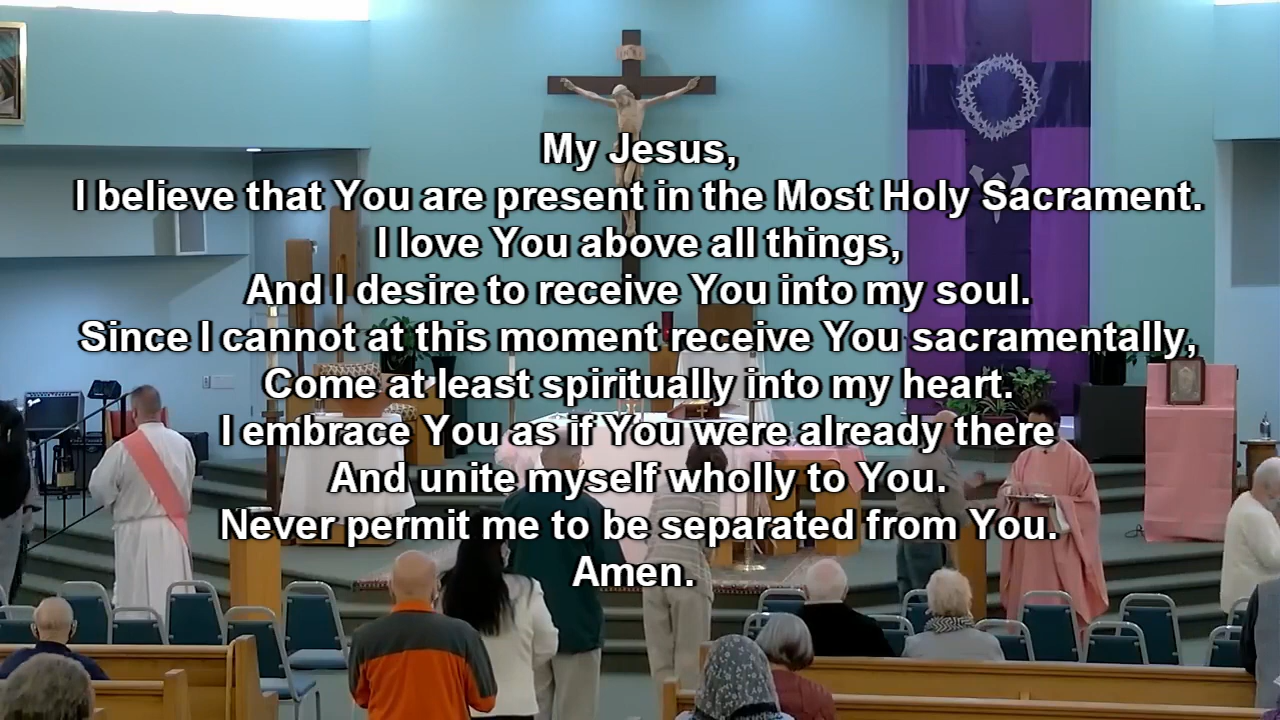 My Jesus,
I believe that You are present in the Most Holy Sacrament.
I love You above all things,
And I desire to receive You into my soul.
Since I cannot at this moment receive You sacramentally,
Come at least spiritually into my heart.
I embrace You as if You were already there
And unite myself wholly to You.
Never permit me to be separated from You.
Amen.